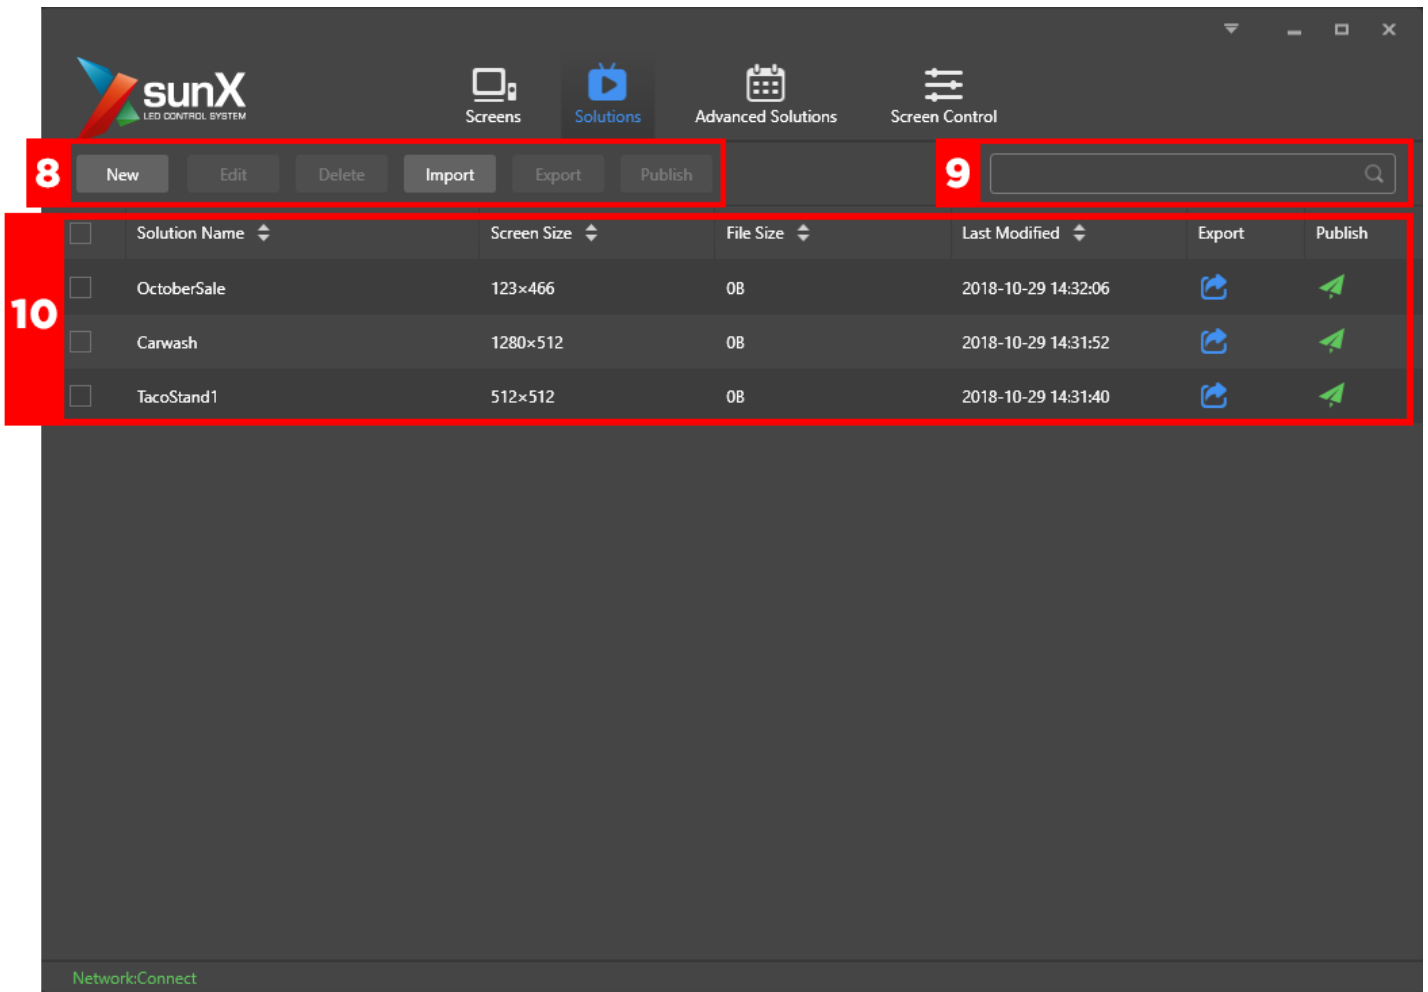 sunX
LED CONTROL SYSTEM
Screens Solutions Advanced Solutions Screen Control
8 New Edit Delete Import Export Publish 9
10 Solution Name Screen Size File Size Last Modified Export Publish
OctoberSale 123×466 0B 2018-10-29 14:32:06
Carwash 1280×512 0B 2018-10-29 14:31:52
TacoStand1 512×512 0B 2018-10-29 14:31:40
Network:Connect